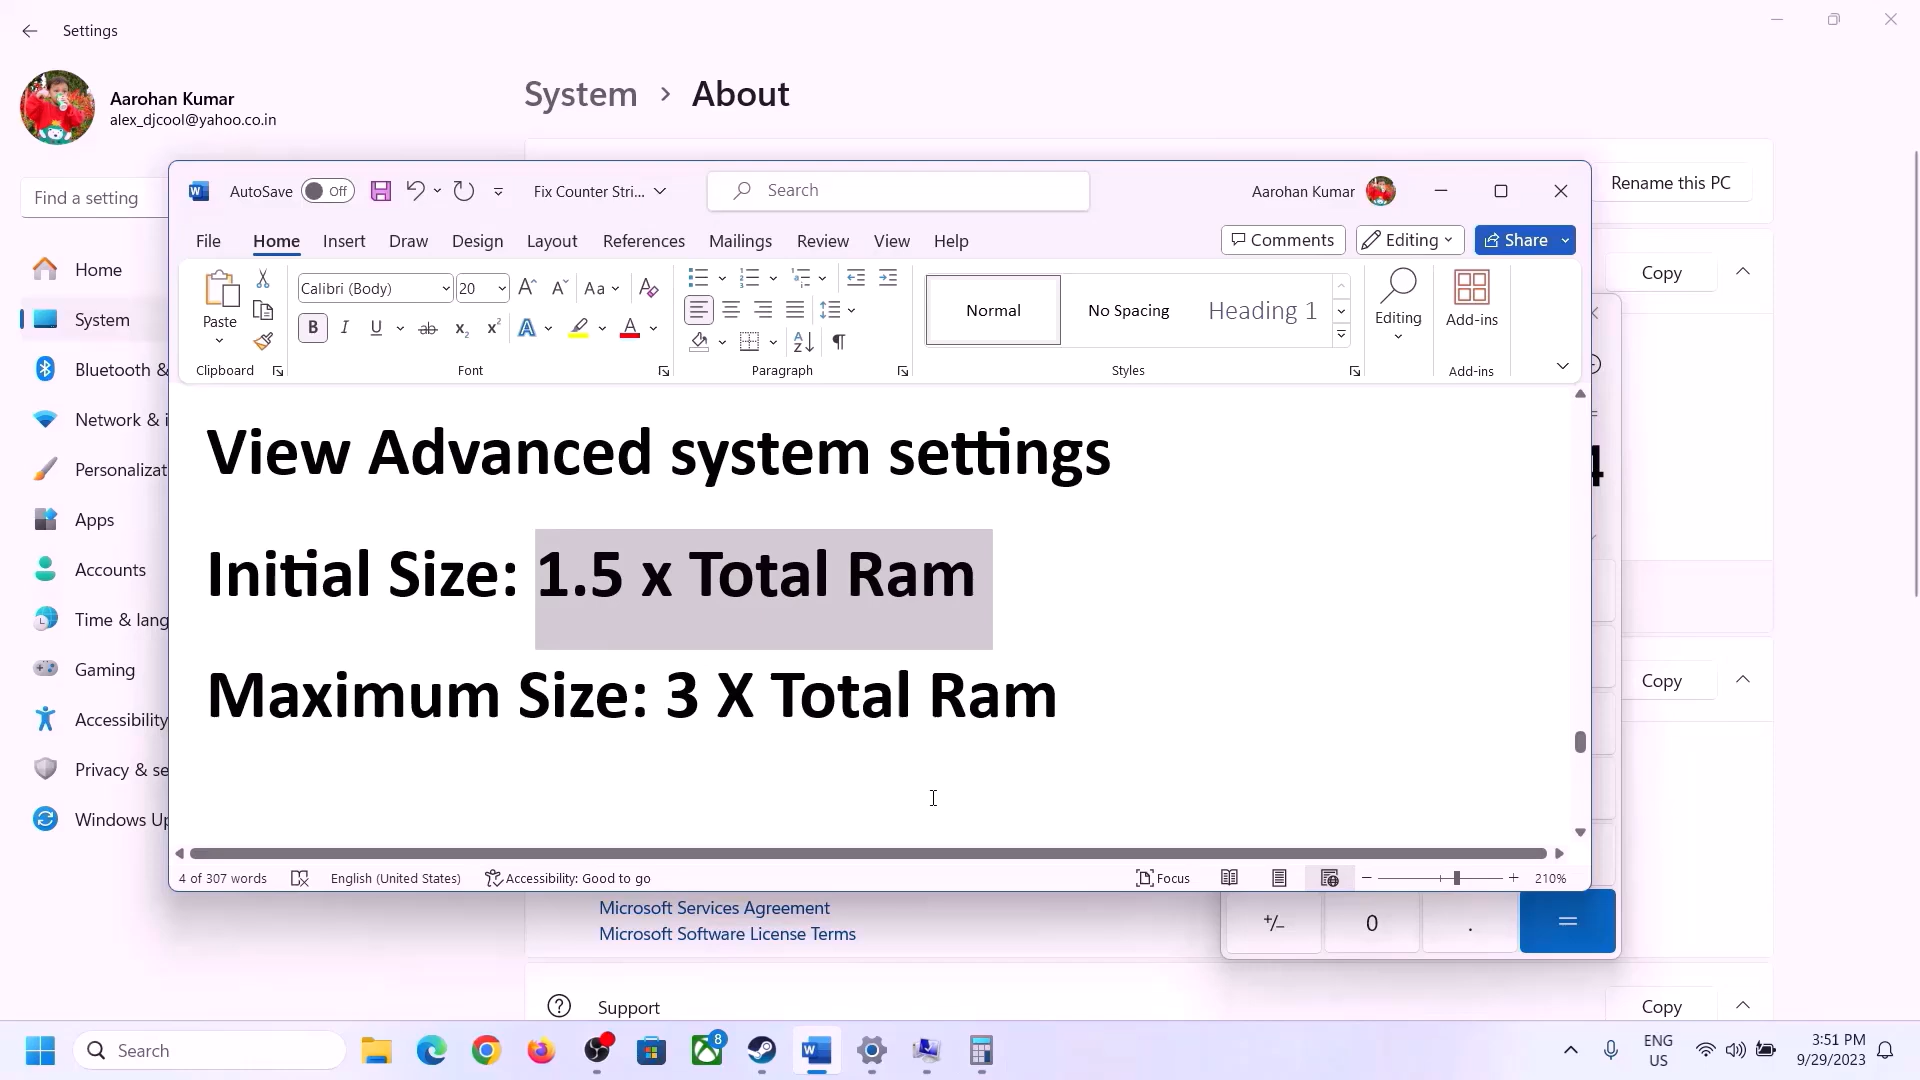 Settings
Aarohan Kumar
alex_djcool@yahoo.co.in
Find a setting
Home
System
Bluetooth &
Network & i
Personalizat
Apps
Accounts
Time & lang
Gaming
Accessibility
Privacy & se
Windows Up
System > About
Rename this PC
Copy
Copy
AutoSave Off
Fix Counter Stri...
Search
Aarohan Kumar
File Home Insert Draw Design Layout References Mailings Review View Help
Comments Editing Share
Paste
Calibri (Body) 20
Normal No Spacing Heading 1
Editing
Add-ins
Clipboard Font Paragraph Styles Add-ins
View Advanced system settings
Initial Size: 1.5 x Total Ram
Maximum Size: 3 X Total Ram
4 of 307 words English (United States) Accessibility: Good to go
Focus 210%
4
Microsoft Services Agreement
Microsoft Software License Terms
+/- 0 . =
Support
Copy
Search
8
ENG
US
3:51 PM
9/29/2023